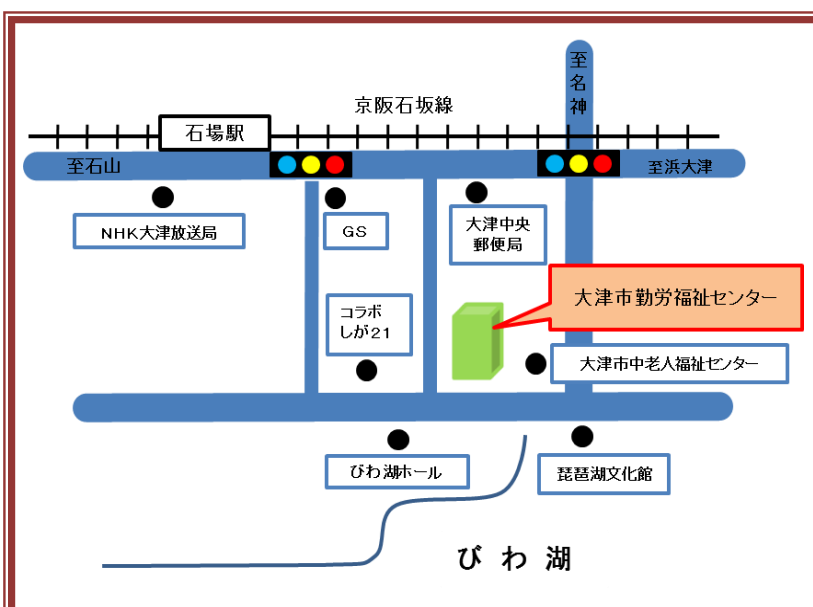 至
名
神
京阪石坂線
石場駅
至石山
至浜大津
NHK大津放送局
GS
大津中央
郵便局
大津市勤労福祉センター
コラボ
しが21
大津市中老人福祉センター
びわ湖ホール
琵琶湖文化館
びわ湖